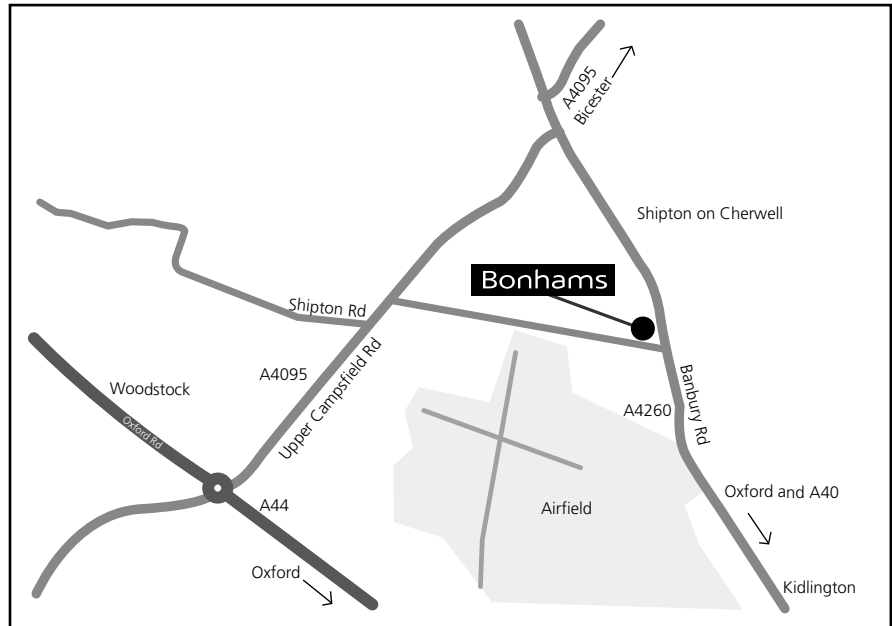 A4095
Bicester
Shipton on Cherwell
Bonhams
Shipton Rd
A4095
Upper Campsfield Rd
Woodstock
Oxford Rd
A44
Oxford
A4260
Banbury Rd
Airfield
Oxford and A40
Kidlington